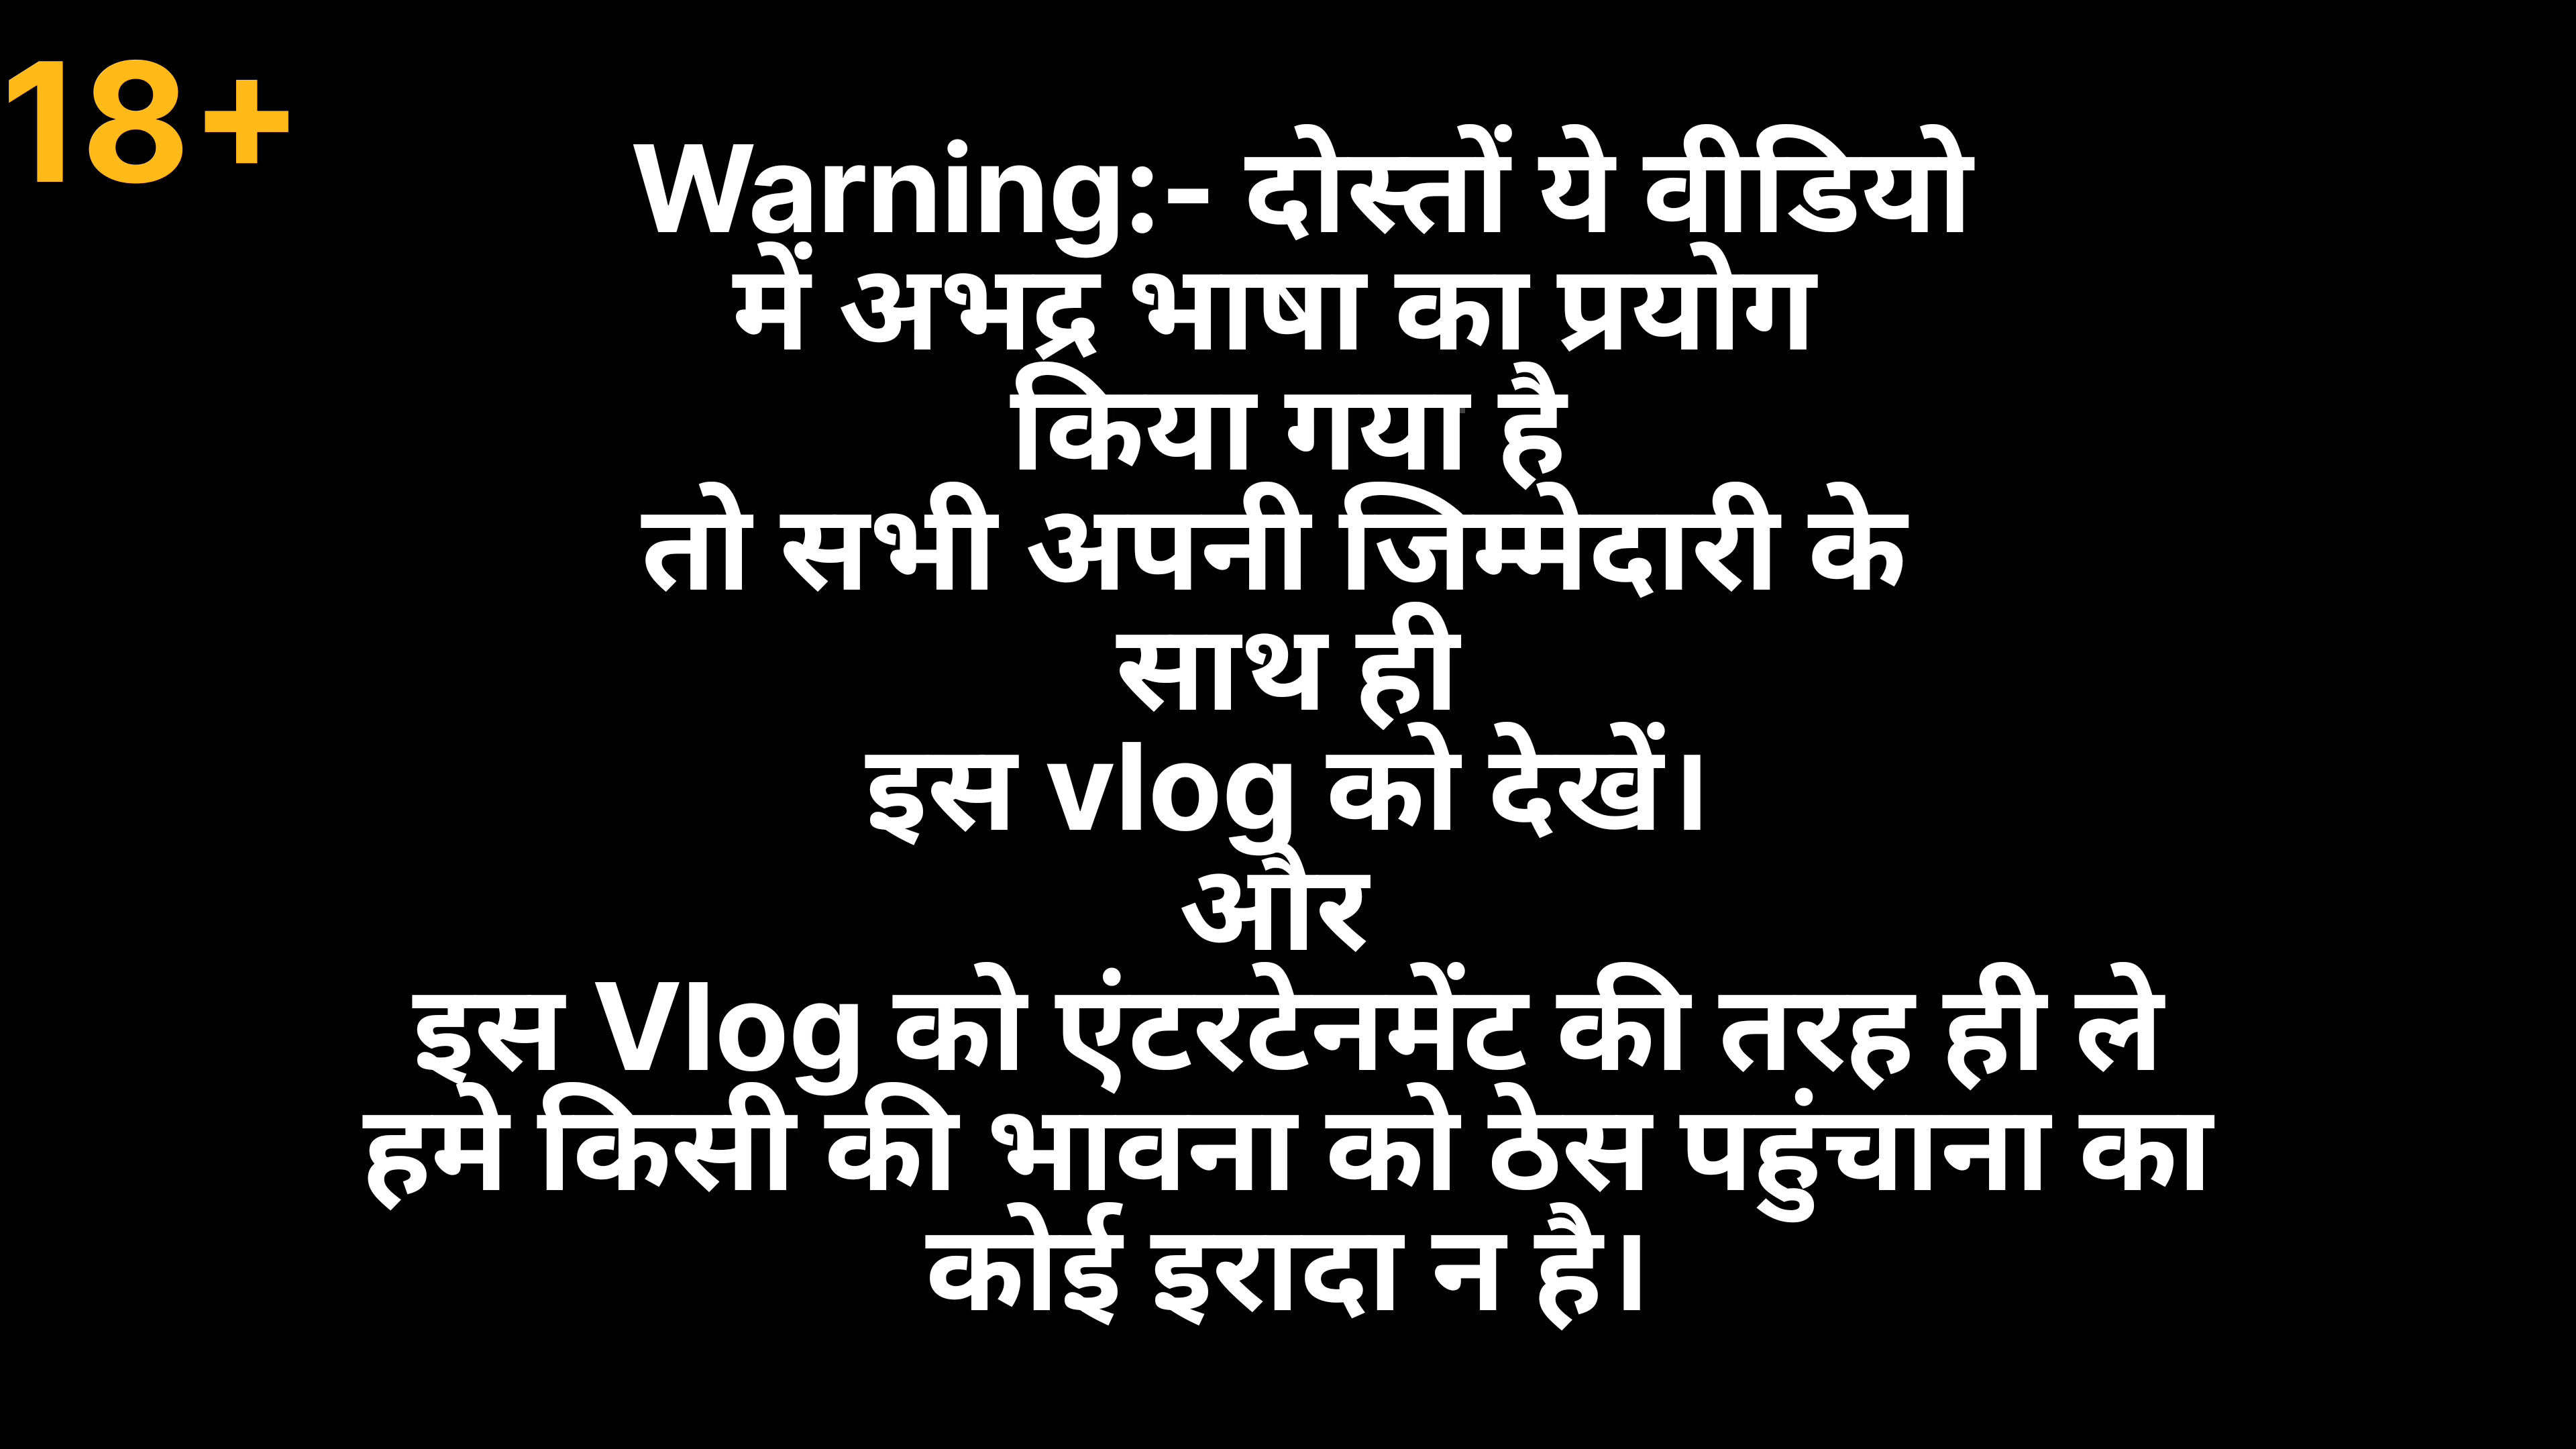 18+
Warning:- दोस्तों ये वीडियो
में अभद्र भाषा का प्रयोग
किया गया है
तो सभी अपनी जिम्मेदारी के
साथ ही
इस vlog को देखें।
और
इस Vlog को एंटरटेनमेंट की तरह ही ले
हमे किसी की भावना को ठेस पहुंचाना का
कोई इरादा न है।